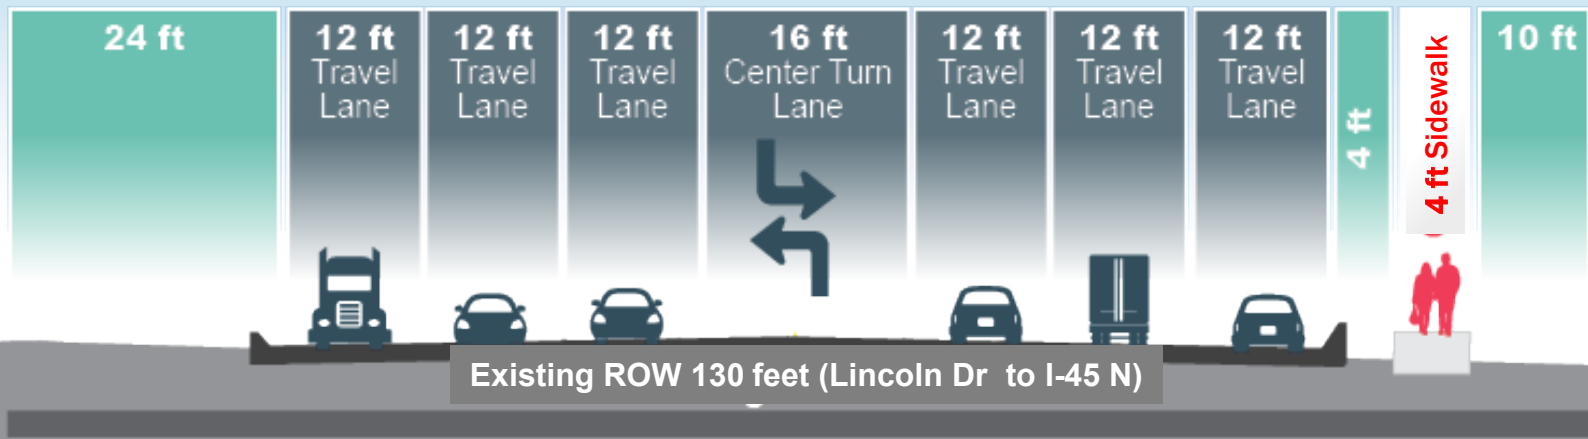 24 ft
12 ft
Travel
Lane
12 ft
Travel
Lane
12 ft
Travel
Lane
16 ft
Center Turn
Lane
12 ft
Travel
Lane
12 ft
Travel
Lane
12 ft
Travel
Lane
4 ft
4 ft Sidewalk
10 ft
Existing ROW 130 feet (Lincoln Dr to I-45 N)